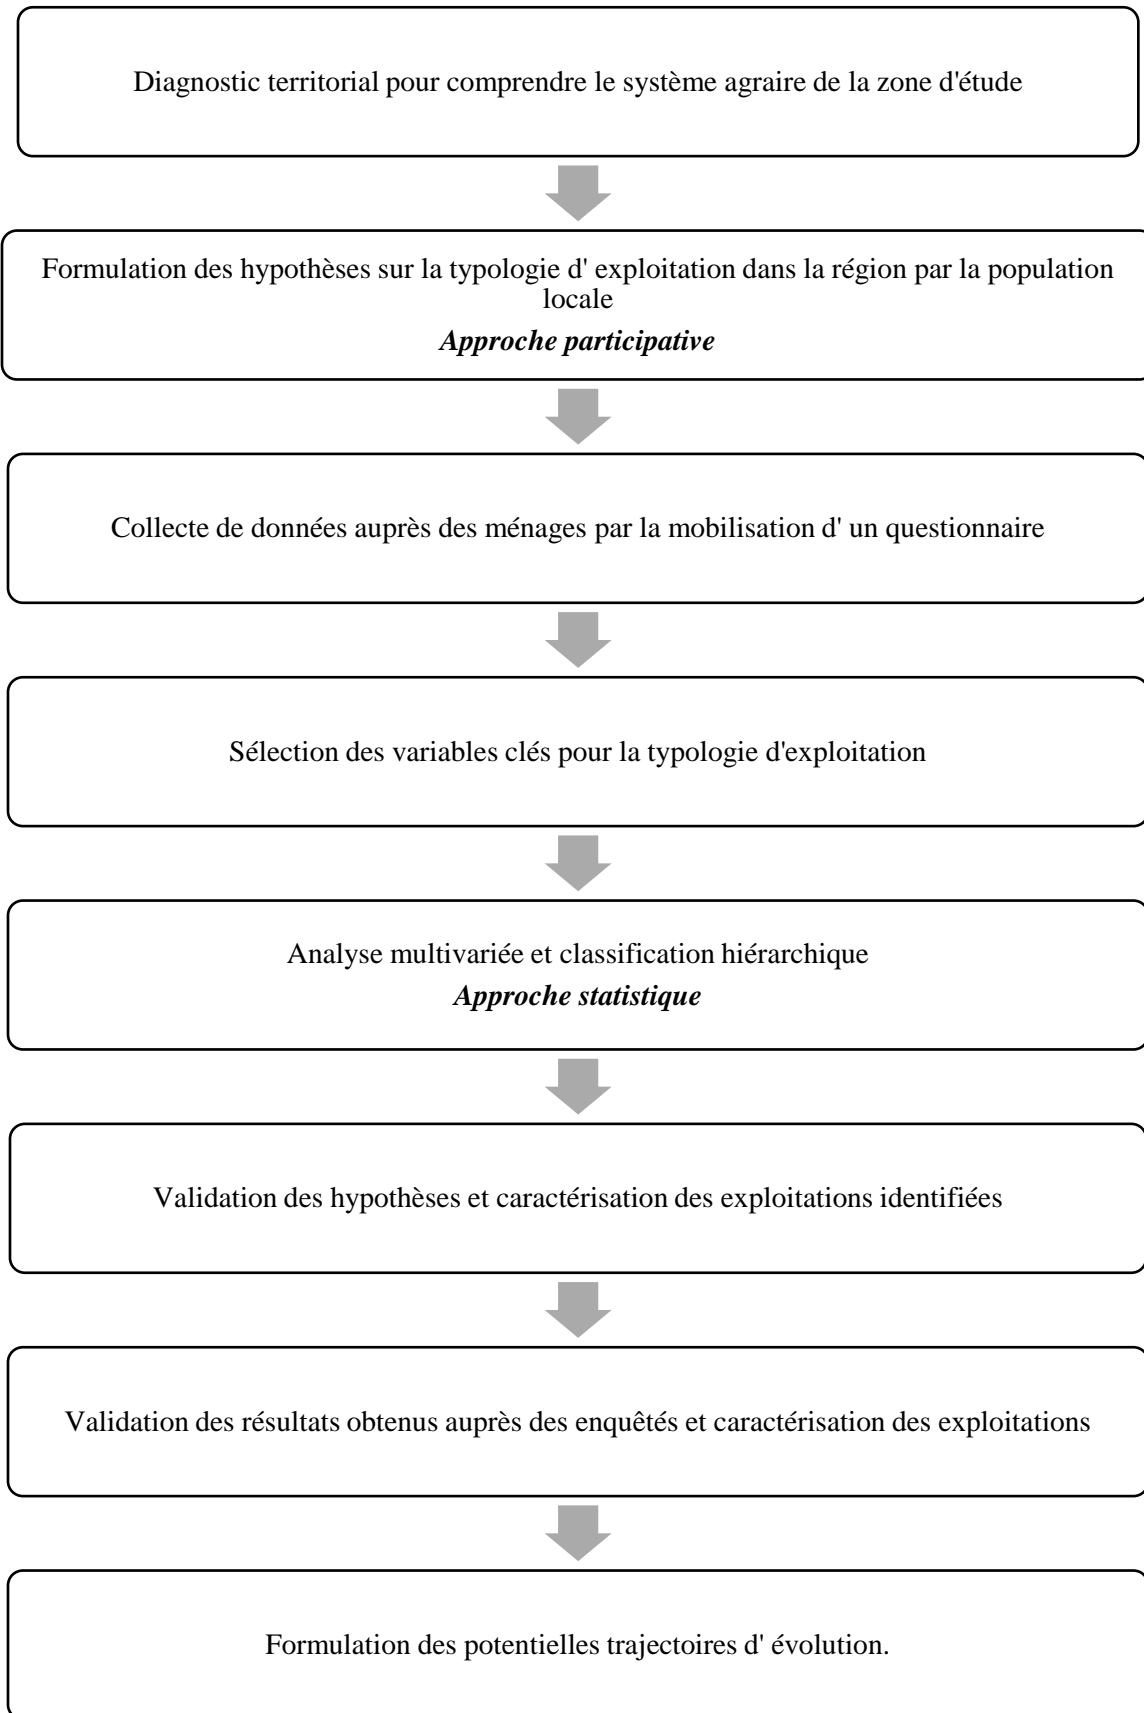 Diagnostic territorial pour comprendre le système agraire de la zone d'étude
Formulation des hypothèses sur la typologie d' exploitation dans la région par la population
locale
Approche participative
Collecte de données auprès des ménages par la mobilisation d' un questionnaire
Sélection des variables clés pour la typologie d'exploitation
Analyse multivariée et classification hiérarchique
Approche statistique
Validation des hypothèses et caractérisation des exploitations identifiées
Validation des résultats obtenus auprès des enquêtés et caractérisation des exploitations
Formulation des potentielles trajectoires d' évolution.